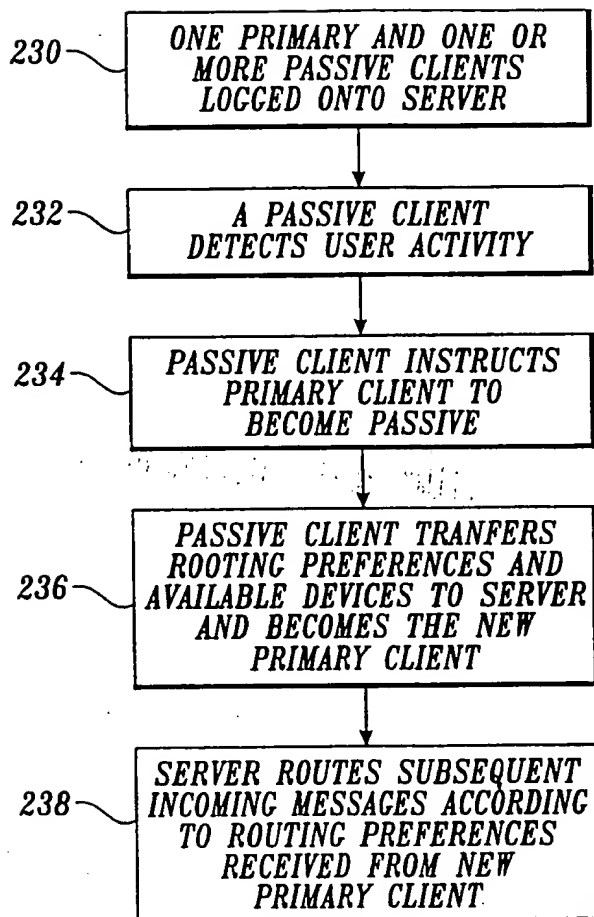 230
ONE PRIMARY AND ONE OR
MORE PASSIVE CLIENTS
LOGGED ONTO SERVER
232
A PASSIVE CLIENT
DETECTS USER ACTIVITY
234
PASSIVE CLIENT INSTRUCTS
PRIMARY CLIENT TO
BECOME PASSIVE
236
PASSIVE CLIENT TRANFERS
ROOTING PREFERENCES AND
AVAILABLE DEVICES TO SERVER
AND BECOMES THE NEW
PRIMARY CLIENT
238
SERVER ROUTES SUBSEQUENT
INCOMING MESSAGES ACCORDING
TO ROUTING PREFERENCES
RECEIVED FROM NEW
PRIMARY CLIENT